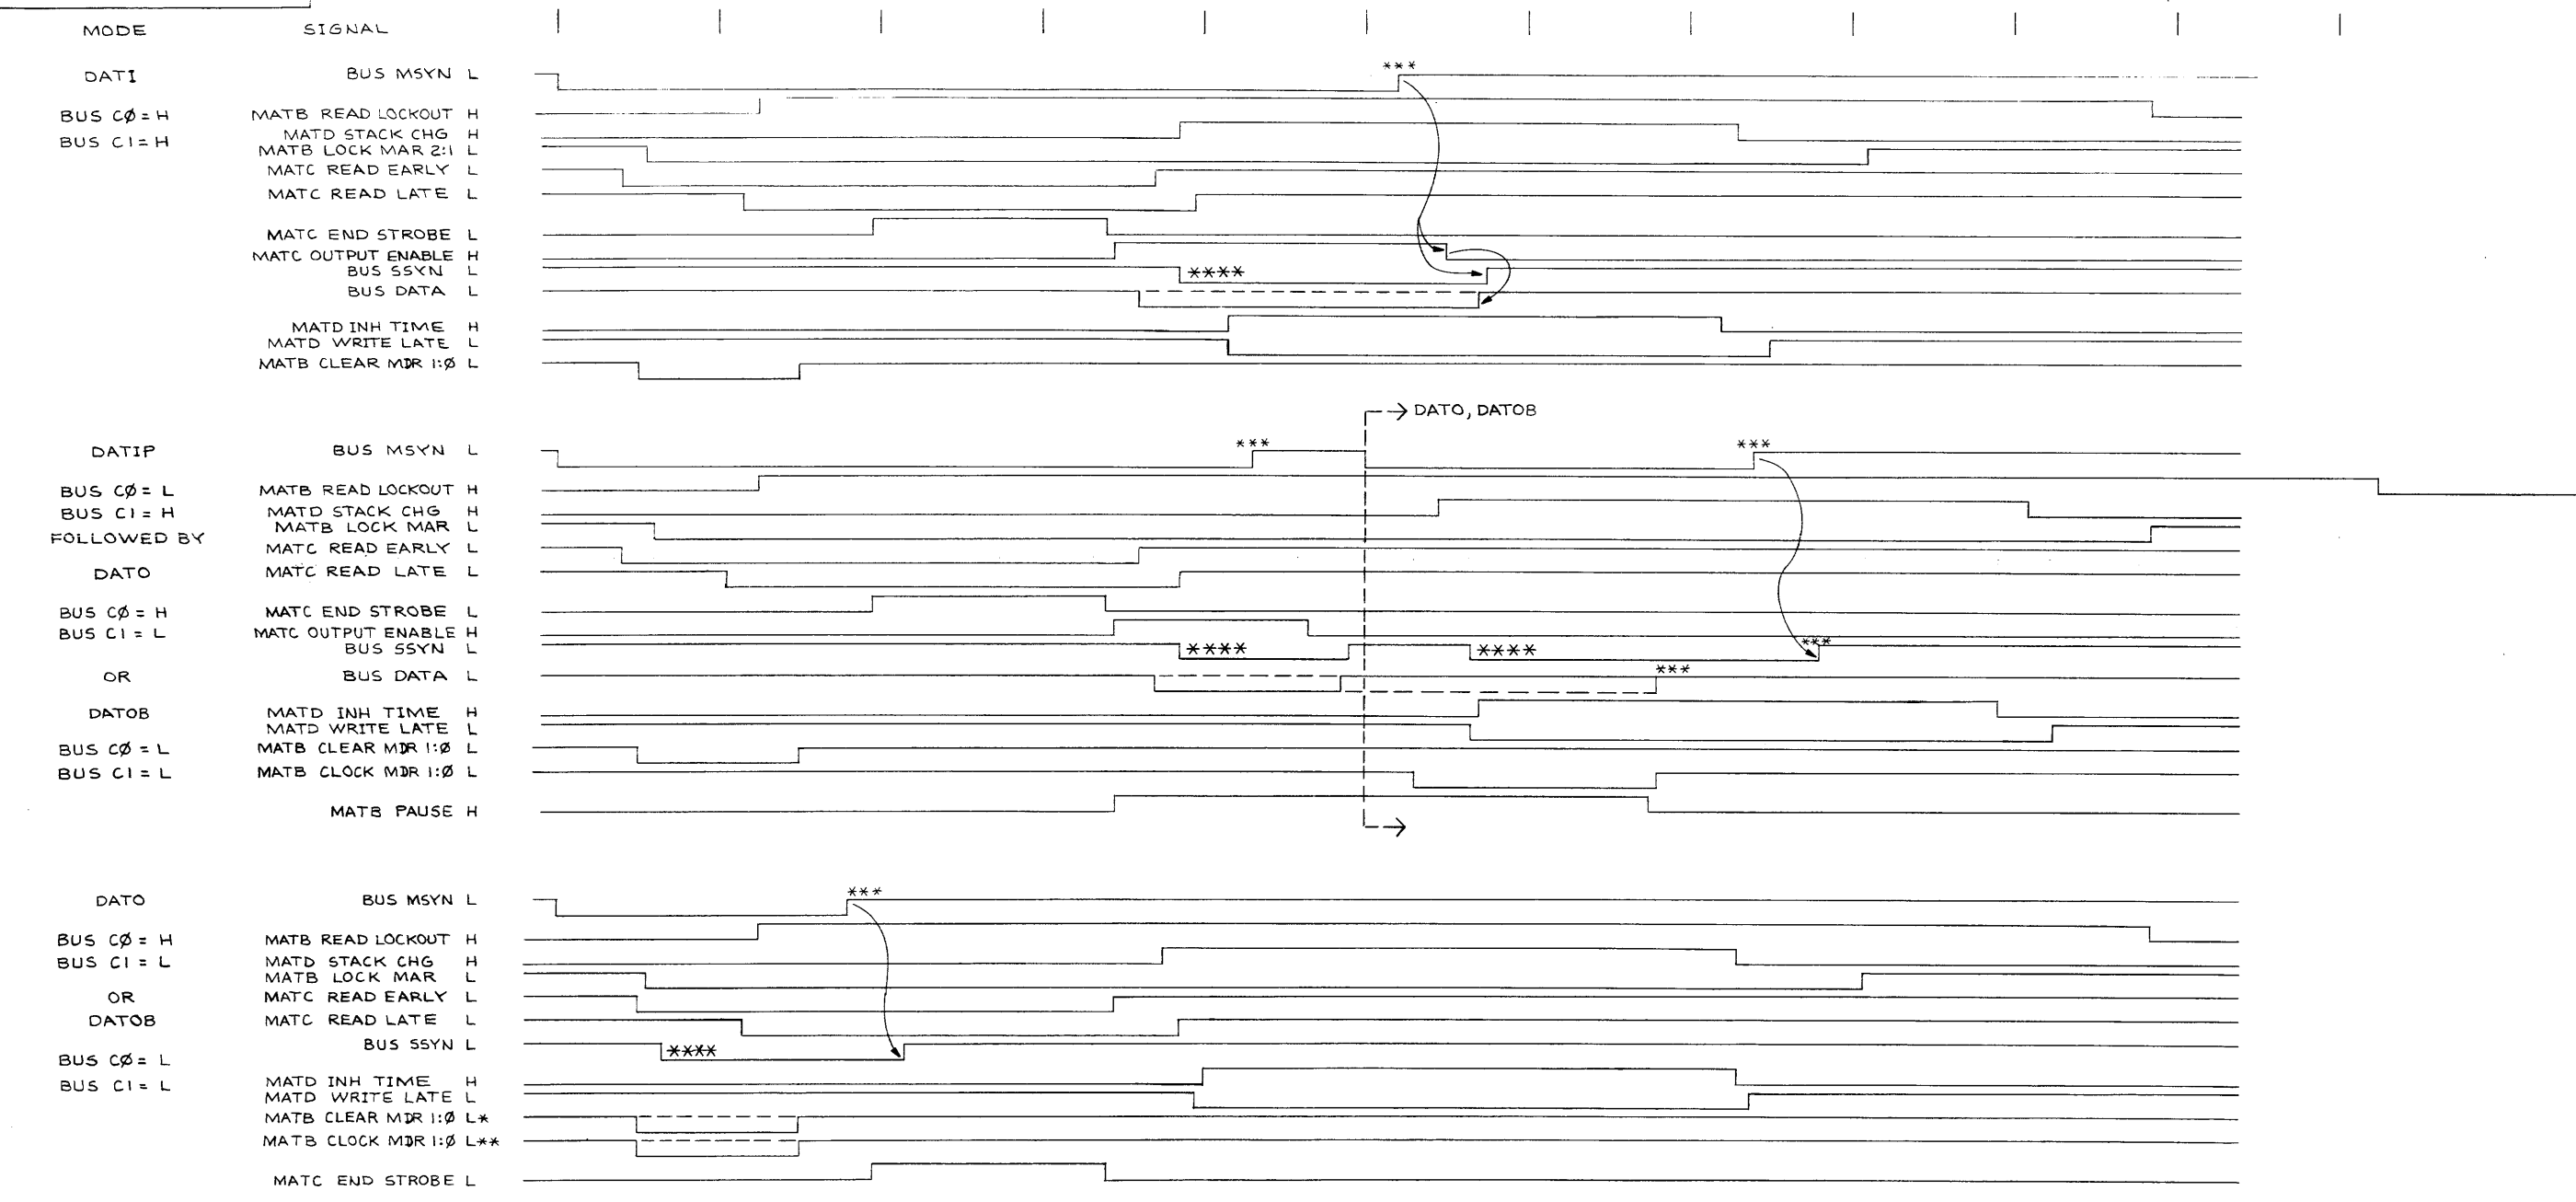 MODE SIGNAL
DATI BUS MSYN L
***
BUS CØ = H MATB READ LOCKOUT H
MATD STACK CHG H
BUS C1 = H MATB LOCK MAR 2:1 L
MATC READ EARLY L
MATC READ LATE L
MATC END STROBE L
MATC OUTPUT ENABLE H
BUS SSYN L ****
BUS DATA L
MATD INH TIME H
MATD WRITE LATE L
MATB CLEAR MDR 1:Ø L
DATO, DATOB
DATIP BUS MSYN L *** ***
BUS CØ = L MATB READ LOCKOUT H
BUS C1 = H MATD STACK CHG H
MATB LOCK MAR L
FOLLOWED BY
MATC READ EARLY L
DATO MATC READ LATE L
BUS CØ = H MATC END STROBE L
BUS C1 = L MATC OUTPUT ENABLE H
BUS SSYN L **** **** ***
OR BUS DATA L ***
DATOB MATD INH TIME H
MATD WRITE LATE L
BUS CØ = L MATB CLEAR MDR 1:Ø L
BUS C1 = L MATB CLOCK MDR 1:Ø L
MATB PAUSE H
DATO BUS MSYN L ***
BUS CØ = H MATB READ LOCKOUT H
BUS C1 = L MATD STACK CHG H
MATB LOCK MAR L
OR MATC READ EARLY L
DATOB MATC READ LATE L
BUS SSYN L ****
BUS CØ = L
BUS C1 = L MATD INH TIME H
MATD WRITE LATE L
MATB CLEAR MDR 1:Ø L*
MATB CLOCK MDR 1:Ø L**
MATC END STROBE L